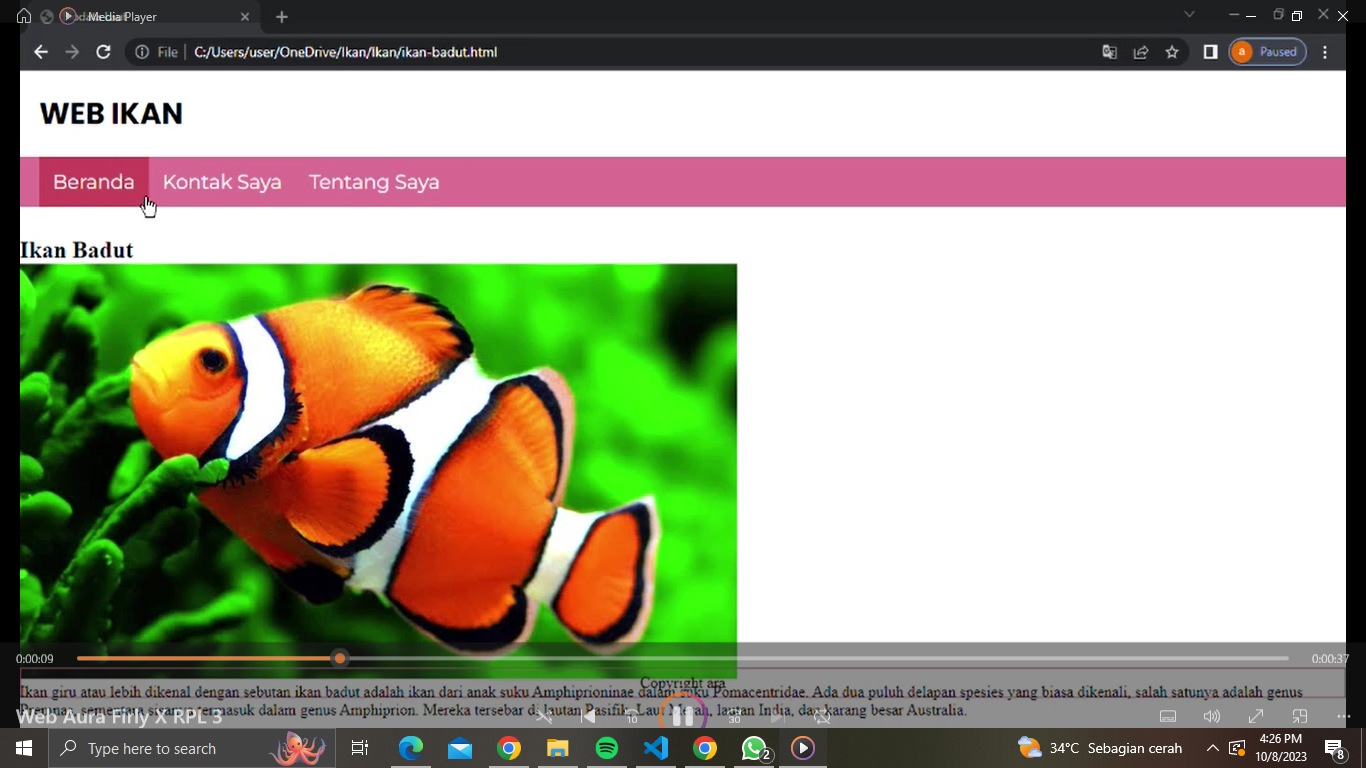 Media Player
File C:/Users/user/OneDrive/Ikan/Ikan/ikan-badut.html
a Paused
WEB IKAN
Beranda Kontak Saya Tentang Saya
Ikan Badut
0:00:09 0:00:37
Copyright ara
Ikan giru atau lebih dikenal dengan sebutan ikan badut adalah ikan dari anak suku Amphiprioninae dalam suku Pomacentridae. Ada dua puluh delapan spesies yang biasa dikenali, salah satunya adalah genus
termasuk dalam genus Amphiprion. Mereka tersebar di lautan Pasifik, Laut Merah, lautan India, dan karang besar Australia.
Web Aura Firly X RPL 3
10 30
Type here to search
2
34°C Sebagian cerah
4:26 PM
10/8/2023
8